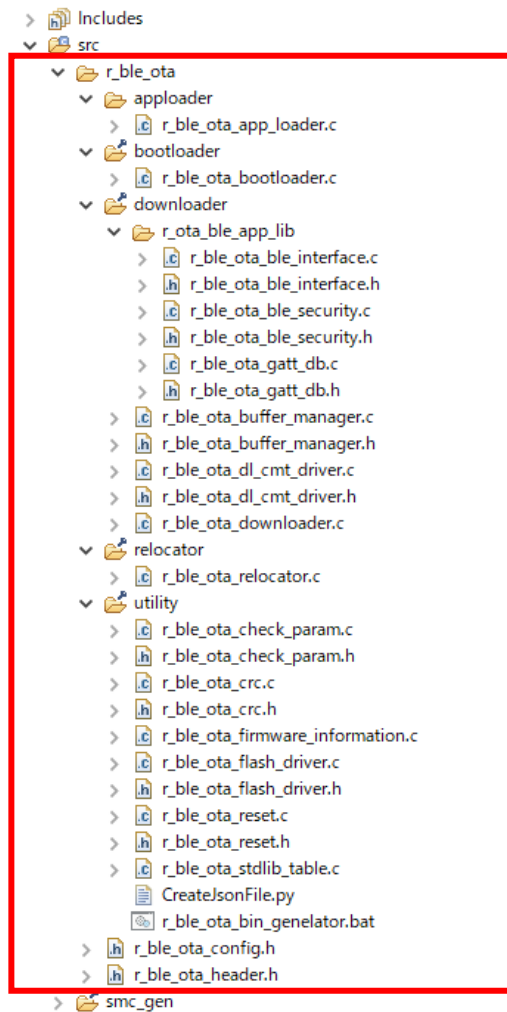 Includes
src
r_ble_ota
apploader
r_ble_ota_app_loader.c
bootloader
r_ble_ota_bootloader.c
downloader
r_ota_ble_app_lib
r_ble_ota_ble_interface.c
r_ble_ota_ble_interface.h
r_ble_ota_ble_security.c
r_ble_ota_ble_security.h
r_ble_ota_gatt_db.c
r_ble_ota_gatt_db.h
r_ble_ota_buffer_manager.c
r_ble_ota_buffer_manager.h
r_ble_ota_dl_cmt_driver.c
r_ble_ota_dl_cmt_driver.h
r_ble_ota_downloader.c
relocator
r_ble_ota_relocator.c
utility
r_ble_ota_check_param.c
r_ble_ota_check_param.h
r_ble_ota_crc.c
r_ble_ota_crc.h
r_ble_ota_firmware_information.c
r_ble_ota_flash_driver.c
r_ble_ota_flash_driver.h
r_ble_ota_reset.c
r_ble_ota_reset.h
r_ble_ota_stdlib_table.c
CreateJsonFile.py
r_ble_ota_bin_genelator.bat
r_ble_ota_config.h
r_ble_ota_header.h
smc_gen